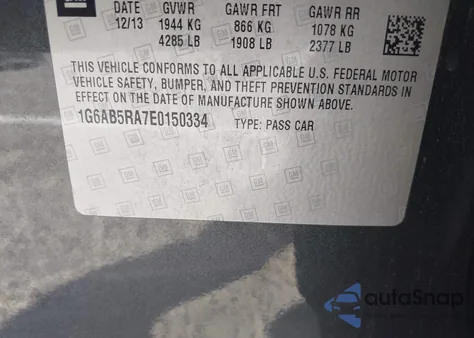 GM
DATE GVWR GAWR FRT GAWR RR
12/13 1944 KG 866 KG 1078 KG
4285 LB 1908 LB 2377 LB
THIS VEHICLE CONFORMS TO ALL APPLICABLE U.S. FEDERAL MOTOR
VEHICLE SAFETY, BUMPER, AND THEFT PREVENTION STANDARDS IN
EFFECT ON THE DATE OF MANUFACTURE SHOWN ABOVE.
1G6AB5RA7E0150334 TYPE: PASS CAR
autoSnap